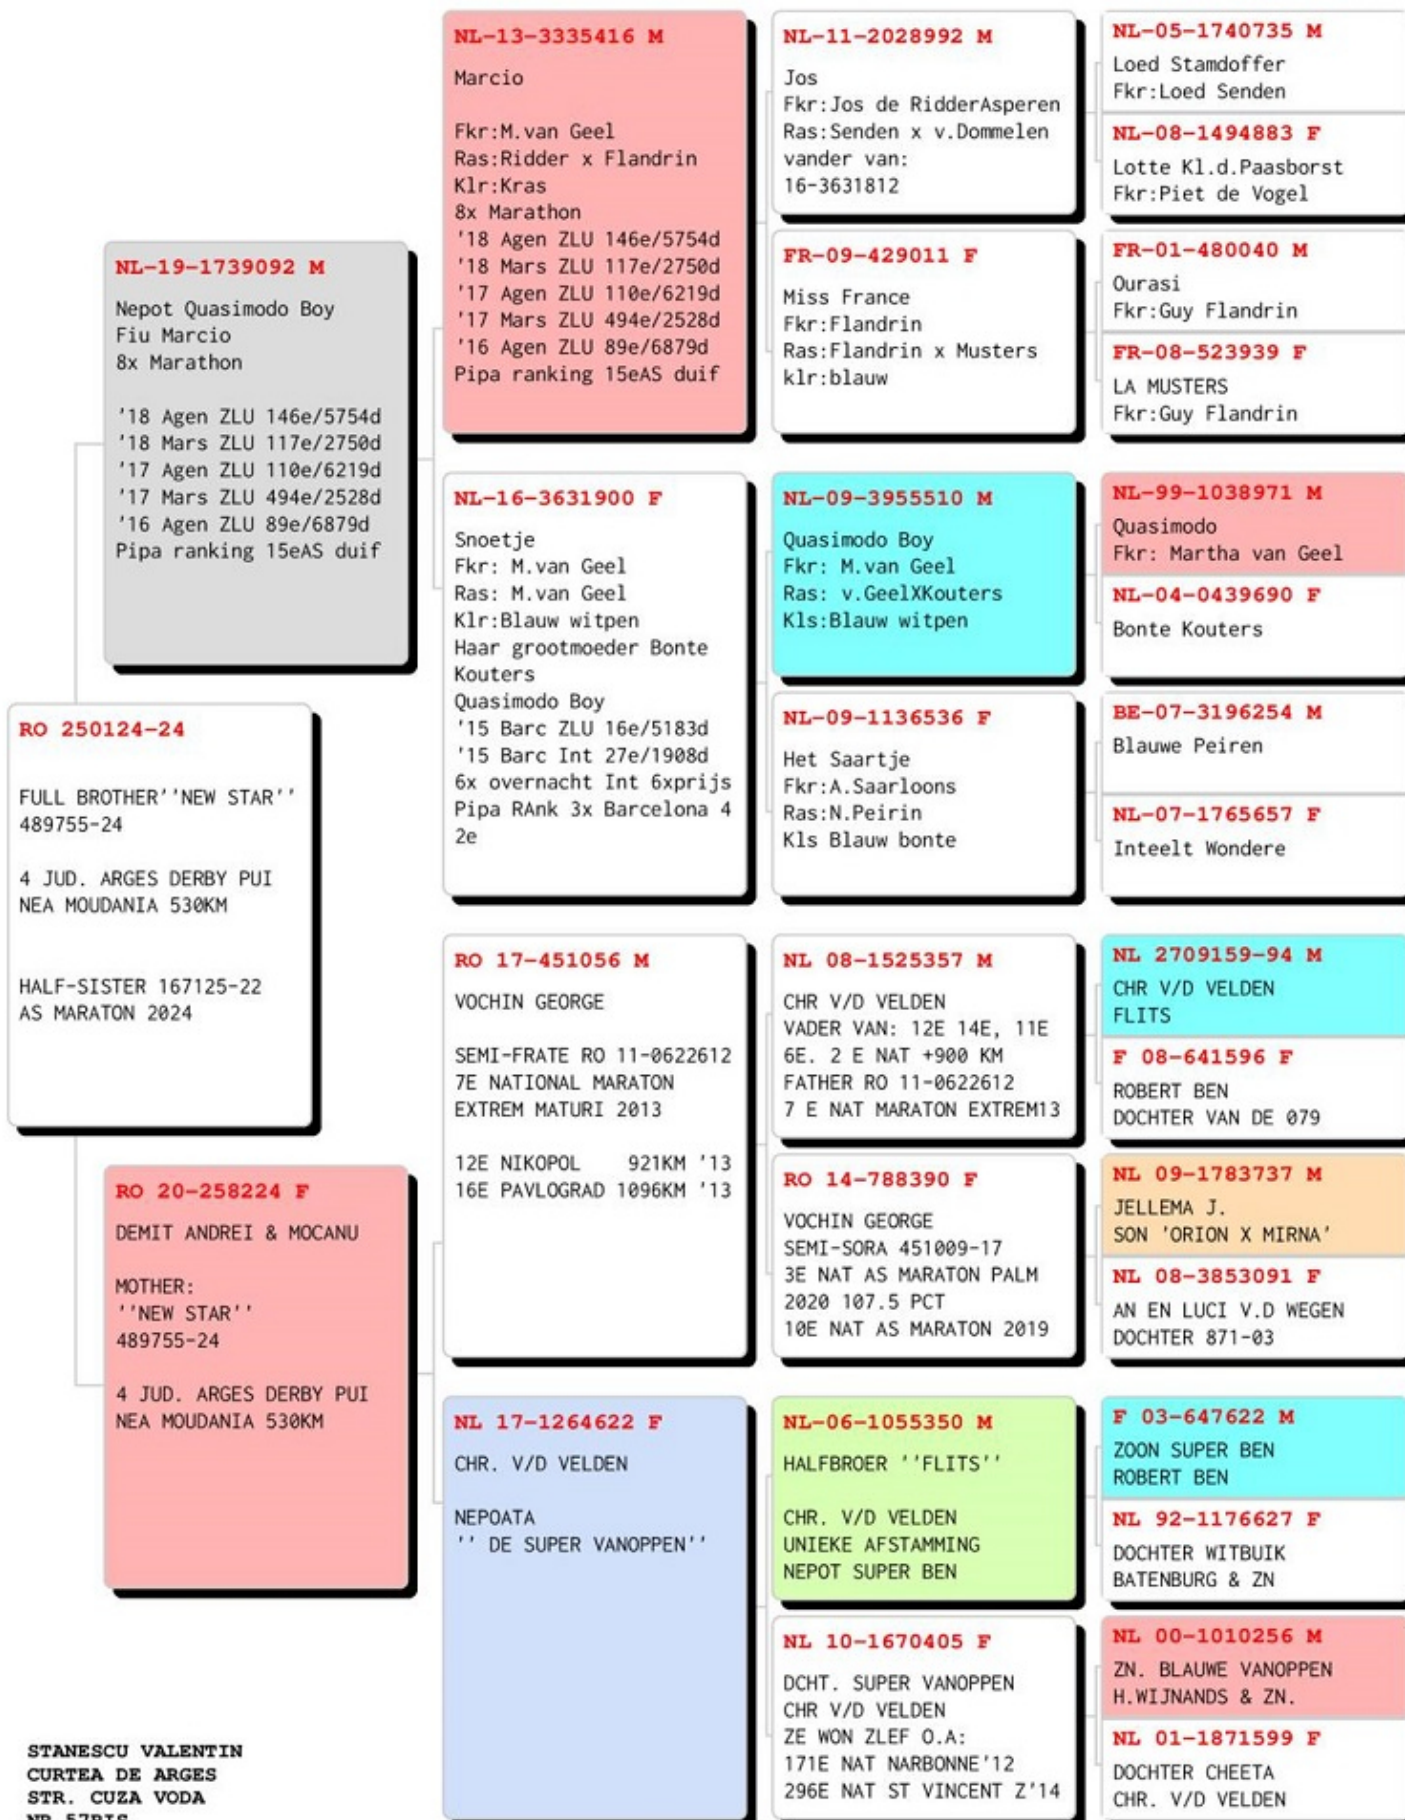 RO 250124-24
FULL BROTHER''NEW STAR''
489755-24
4 JUD. ARGES DERBY PUI
NEA MOUDANIA 530KM
HALF-SISTER 167125-22
AS MARATON 2024
NL-19-1739092 M
Nepot Quasimodo Boy
Fiu Marcio
8x Marathon
'18 Agen ZLU 146e/5754d
'18 Mars ZLU 117e/2750d
'17 Agen ZLU 110e/6219d
'17 Mars ZLU 494e/2528d
'16 Agen ZLU 89e/6879d
Pipa ranking 15eAS duif
RO 20-258224 F
DEMIT ANDREI & MOCANU
MOTHER:
''NEW STAR''
489755-24
4 JUD. ARGES DERBY PUI
NEA MOUDANIA 530KM
NL-13-3335416 M
Marcio
Fkr:M.van Geel
Ras:Ridder x Flandrin
Klr:Kras
8x Marathon
'18 Agen ZLU 146e/5754d
'18 Mars ZLU 117e/2750d
'17 Agen ZLU 110e/6219d
'17 Mars ZLU 494e/2528d
'16 Agen ZLU 89e/6879d
Pipa ranking 15eAS duif
NL-16-3631900 F
Snoetje
Fkr: M.van Geel
Ras: M.van Geel
Klr:Blauw witpen
Haar grootmoeder Bonte
Kouters
Quasimodo Boy
'15 Barc ZLU 16e/5183d
'15 Barc Int 27e/1908d
6x overnacht Int 6xprijs
Pipa RAnk 3x Barcelona 4
2e
RO 17-451056 M
VOCHIN GEORGE
SEMI-FRATE RO 11-0622612
7E NATIONAL MARATON
EXTREM MATURI 2013
12E NIKOPOL 921KM '13
16E PAVLOGRAD 1096KM '13
NL 17-1264622 F
CHR. V/D VELDEN
NEPOATA
'' DE SUPER VANOPPEN''
NL-11-2028992 M
Jos
Fkr:Jos de RidderAsperen
Ras:Senden x v.Dommelen
vander van:
16-3631812
FR-09-429011 F
Miss France
Fkr:Flandrin
Ras:Flandrin x Musters
klr:blauw
NL-09-3955510 M
Quasimodo Boy
Fkr: M.van Geel
Ras: v.GeelXKouters
Kls:Blauw witpen
NL-09-1136536 F
Het Saartje
Fkr:A.Saarloons
Ras:N.Peirin
Kls Blauw bonte
NL 08-1525357 M
CHR V/D VELDEN
VADER VAN: 12E 14E, 11E
6E. 2 E NAT +900 KM
FATHER RO 11-0622612
7 E NAT MARATON EXTREM13
RO 14-788390 F
VOCHIN GEORGE
SEMI-SORA 451009-17
3E NAT AS MARATON PALM
2020 107.5 PCT
10E NAT AS MARATON 2019
NL-06-1055350 M
HALFBROER ''FLITS''
CHR. V/D VELDEN
UNIEKE AFSTAMMING
NEPOT SUPER BEN
NL 10-1670405 F
DCHT. SUPER VANOPPEN
CHR V/D VELDEN
ZE WON ZLEF O.A:
171E NAT NARBONNE'12
296E NAT ST VINCENT Z'14
NL-05-1740735 M
Loed Stamdoffer
Fkr:Loed Senden
NL-08-1494883 F
Lotte Kl.d.Paasborst
Fkr:Piet de Vogel
FR-01-480040 M
Ourasi
Fkr:Guy Flandrin
FR-08-523939 F
LA MUSTERS
Fkr:Guy Flandrin
NL-99-1038971 M
Quasimodo
Fkr: Martha van Geel
NL-04-0439690 F
Bonte Kouters
BE-07-3196254 M
Blauwe Peiren
NL-07-1765657 F
Inteelt Wondere
NL 2709159-94 M
CHR V/D VELDEN
FLITS
F 08-641596 F
ROBERT BEN
DOCHTER VAN DE 079
NL 09-1783737 M
JELLEMA J.
SON 'ORION X MIRNA'
NL 08-3853091 F
AN EN LUCI V.D WEGEN
DOCHTER 871-03
F 03-647622 M
ZOON SUPER BEN
ROBERT BEN
NL 92-1176627 F
DOCHTER WITBUIK
BATENBURG & ZN
NL 00-1010256 M
ZN. BLAUWE VANOPPEN
H.WIJNANDS & ZN.
NL 01-1871599 F
DOCHTER CHEETA
CHR. V/D VELDEN
STANESCU VALENTIN
CURTEA DE ARGES
STR. CUZA VODA
NR 57BIS